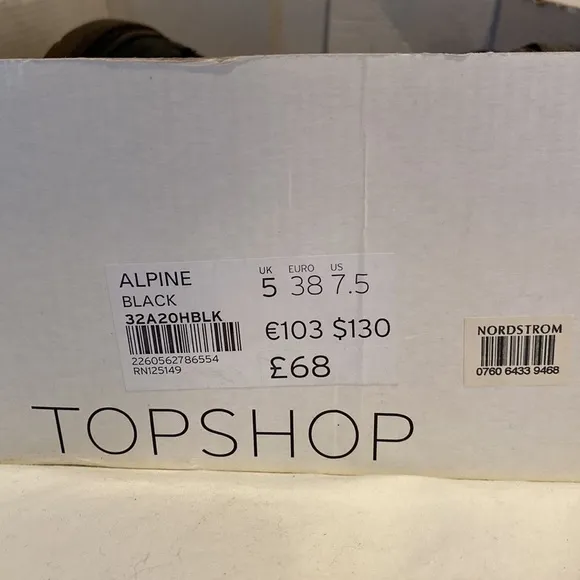 ALPINE
BLACK
32A20HBLK
2260562786554
RN125149
UK EURO US
5 38 7.5
€103 $130
£68
NORDSTROM
0760 6433 9468
TOPSHOP